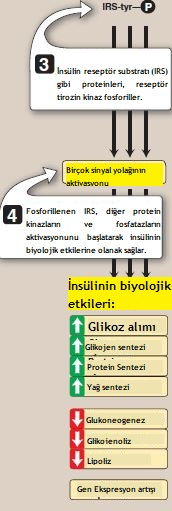 IRS-tyr—P
3
İnsülin reseptör substratı (IRS)
gibi proteinleri, reseptör
tirozin kinaz fosforiller.
Birçok sinyal yolağının
aktivasyonu
4
Fosforillenen IRS, diğer protein
kinazların ve fosfatazların
aktivasyonunu başlatarak insülinin
biyolojik etkilerine olanak sağlar.
İnsülinin biyolojik
etkileri:
Glikoz alımı
Glikojen sentezi
Protein Sentezi
Yağ sentezi
Glukoneogenez
Glikojenoliz
Lipoliz
Gen Ekspresyon artışı